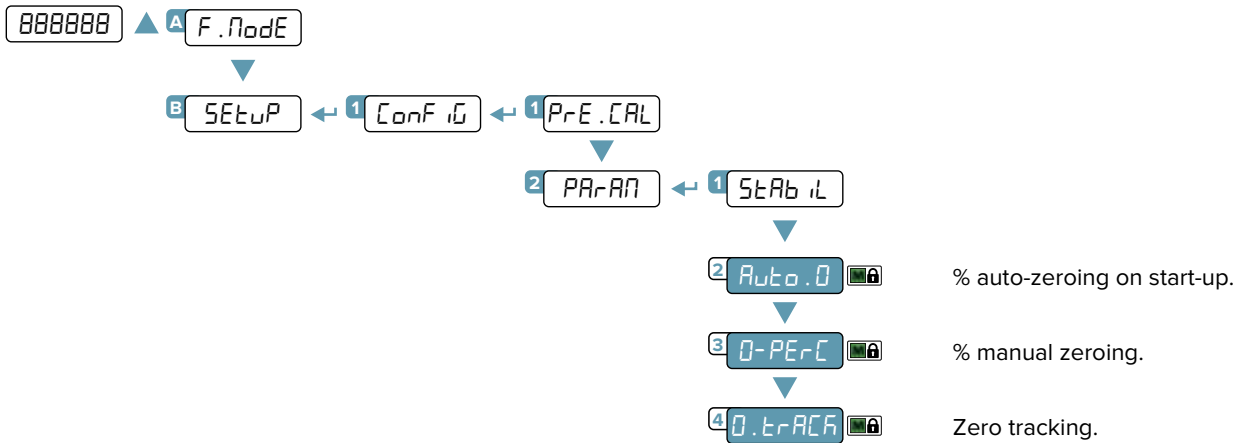 888888 A F.ModE
B SEtuP 1 ConFiG 1 PrE.CAL
2 PArAM 1 StAbiL
2 Auto.0 M % auto-zeroing on start-up.
3 0-PErC M % manual zeroing.
4 0.trACk M Zero tracking.